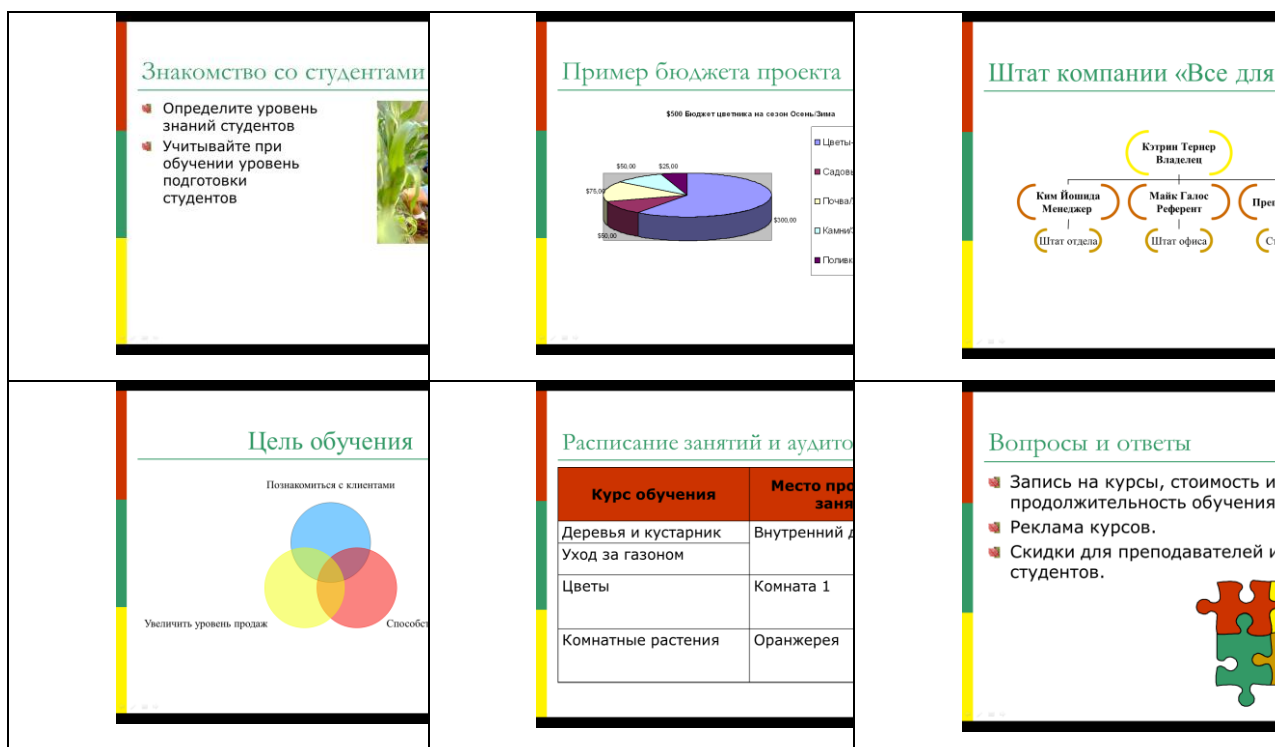 Знакомство со студентами
Определите уровень
знаний студентов
Учитывайте при
обучении уровень
подготовки
студентов
Пример бюджета проекта
$500 Бюджет цветника на сезон Осень/Зима
$50.00
$25,00
$75,00
$50,00
$300,00
Цветы-
Садовы
Почва/
Камни/
Поливк
Штат компании «Все для
Кэтрин Тернер
Владелец
Ким Йошида
Менеджер
Майк Галос
Референт
Преп
Штат отдела
Штат офиса
Ст
Цель обучения
Познакомиться с клиентами
Увеличить уровень продаж
Способст
Расписание занятий и аудито
Курс обучения
Место про
заня
Деревья и кустарник
Внутренний д
Уход за газоном
Цветы
Комната 1
Комнатные растения
Оранжерея
Вопросы и ответы
Запись на курсы, стоимость и
продолжительность обучения
Реклама курсов.
Скидки для преподавателей и
студентов.